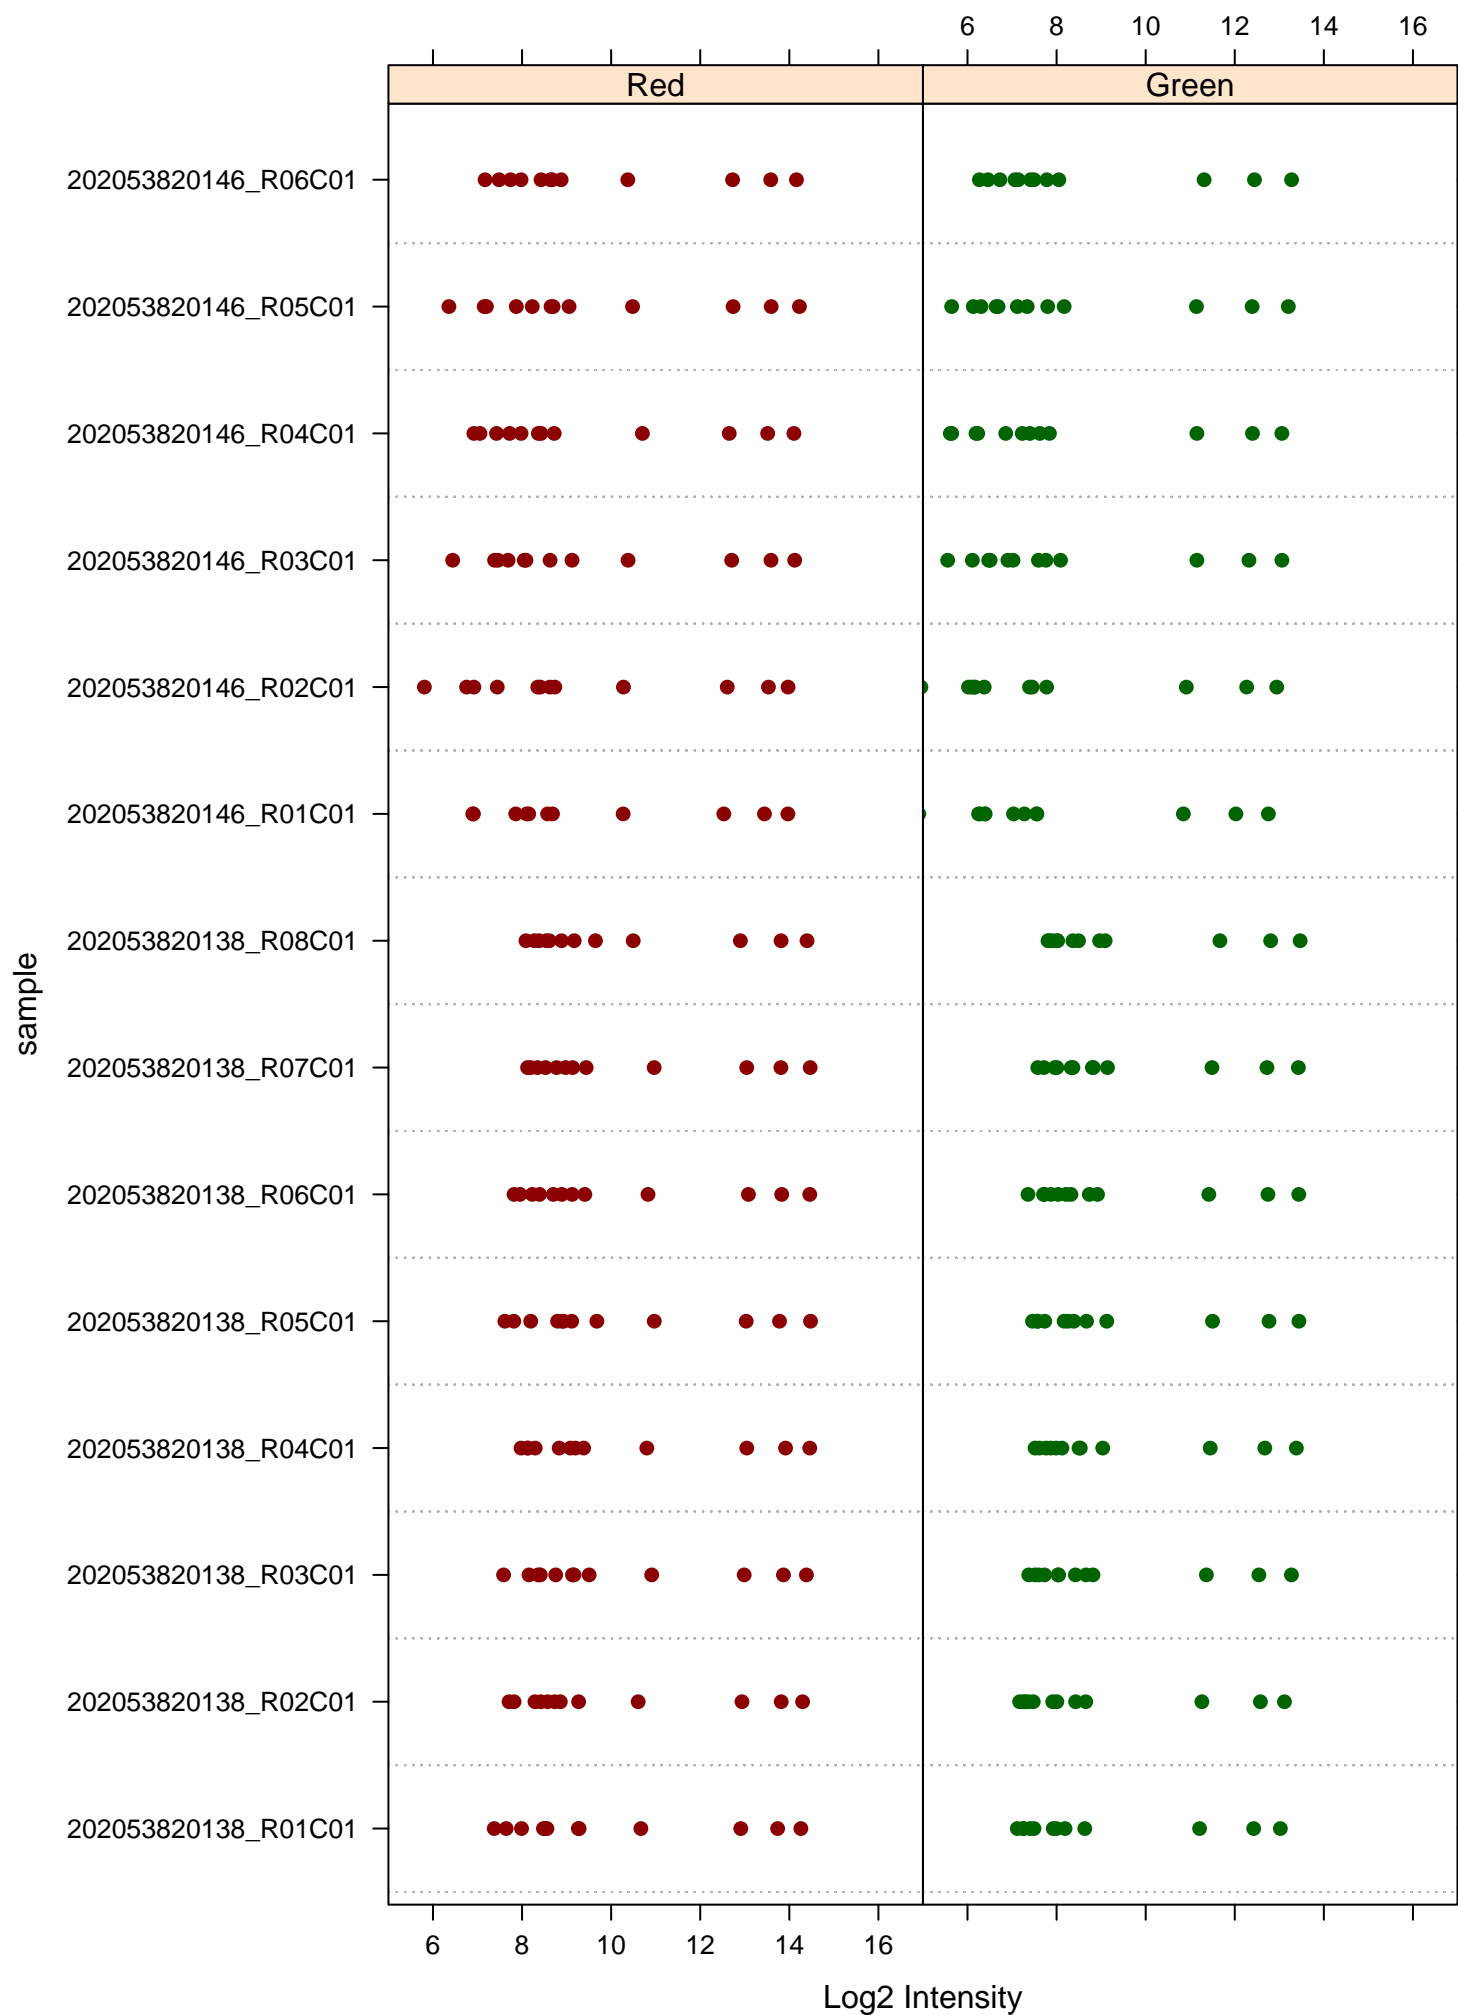 6 8 10 12 14 16
Red Green
202053820146_R06C01
202053820146_R05C01
202053820146_R04C01
202053820146_R03C01
202053820146_R02C01
202053820146_R01C01
202053820138_R08C01
202053820138_R07C01
202053820138_R06C01
202053820138_R05C01
202053820138_R04C01
202053820138_R03C01
202053820138_R02C01
202053820138_R01C01
sample
6 8 10 12 14 16
Log2 Intensity